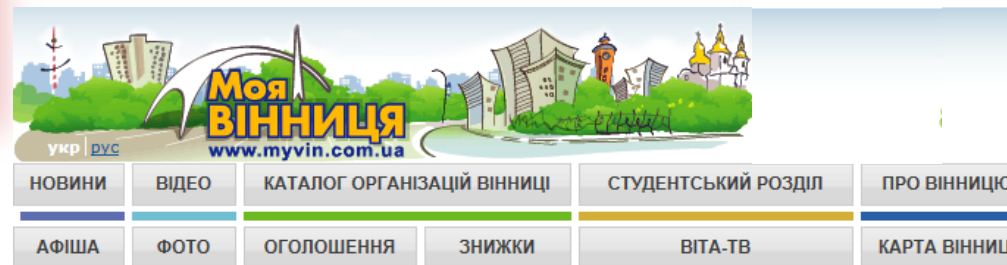 Моя
ВІННИЦЯ
www.myvin.com.ua
укр рус
НОВИНИ ВІДЕО КАТАЛОГ ОРГАНІЗАЦІЙ ВІННИЦІ СТУДЕНТСЬКИЙ РОЗДІЛ ПРО ВІННИЦЮ
АФІША ФОТО ОГОЛОШЕННЯ ЗНИЖКИ ВІТА-ТВ КАРТА ВІННИЦ